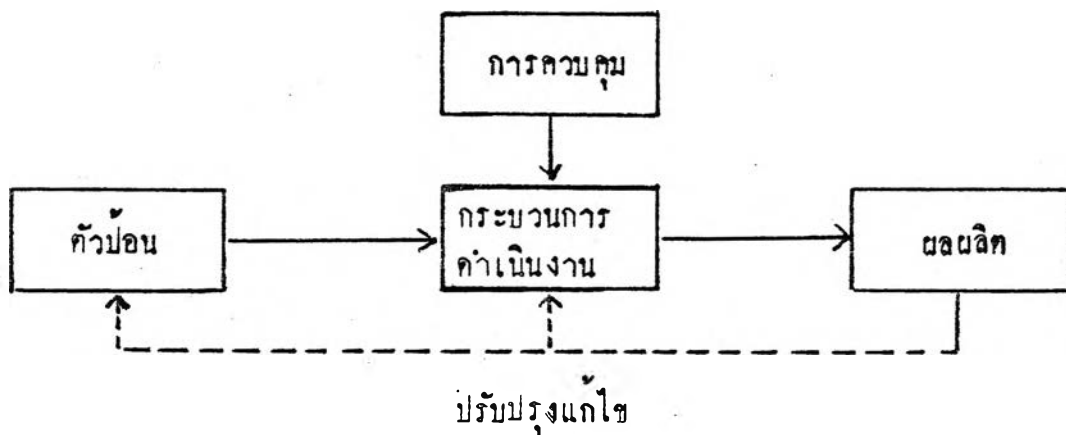 การควบคุม
ตัวป้อน
กระบวนการ
ดำเนินงาน
ผลผลิต
ปรับปรุงแก้ไข